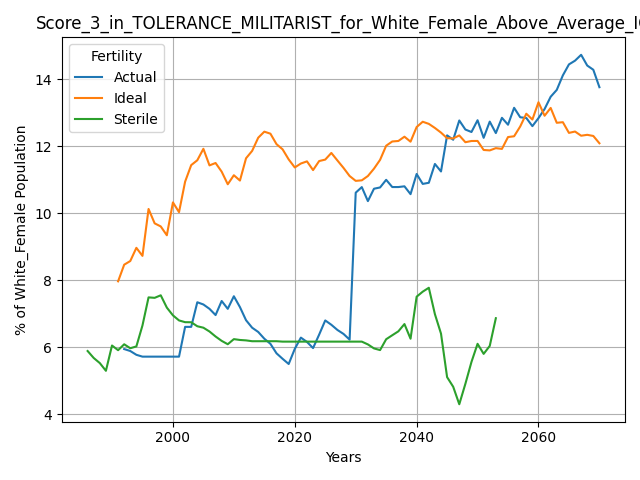 Score_3_in_TOLERANCE_MILITARIST_for_White_Female_Above_Average_I
Fertility
Actual
Ideal
Sterile
% of White_Female Population
14
12
10
8
6
4
2000
2020
2040
2060
Years